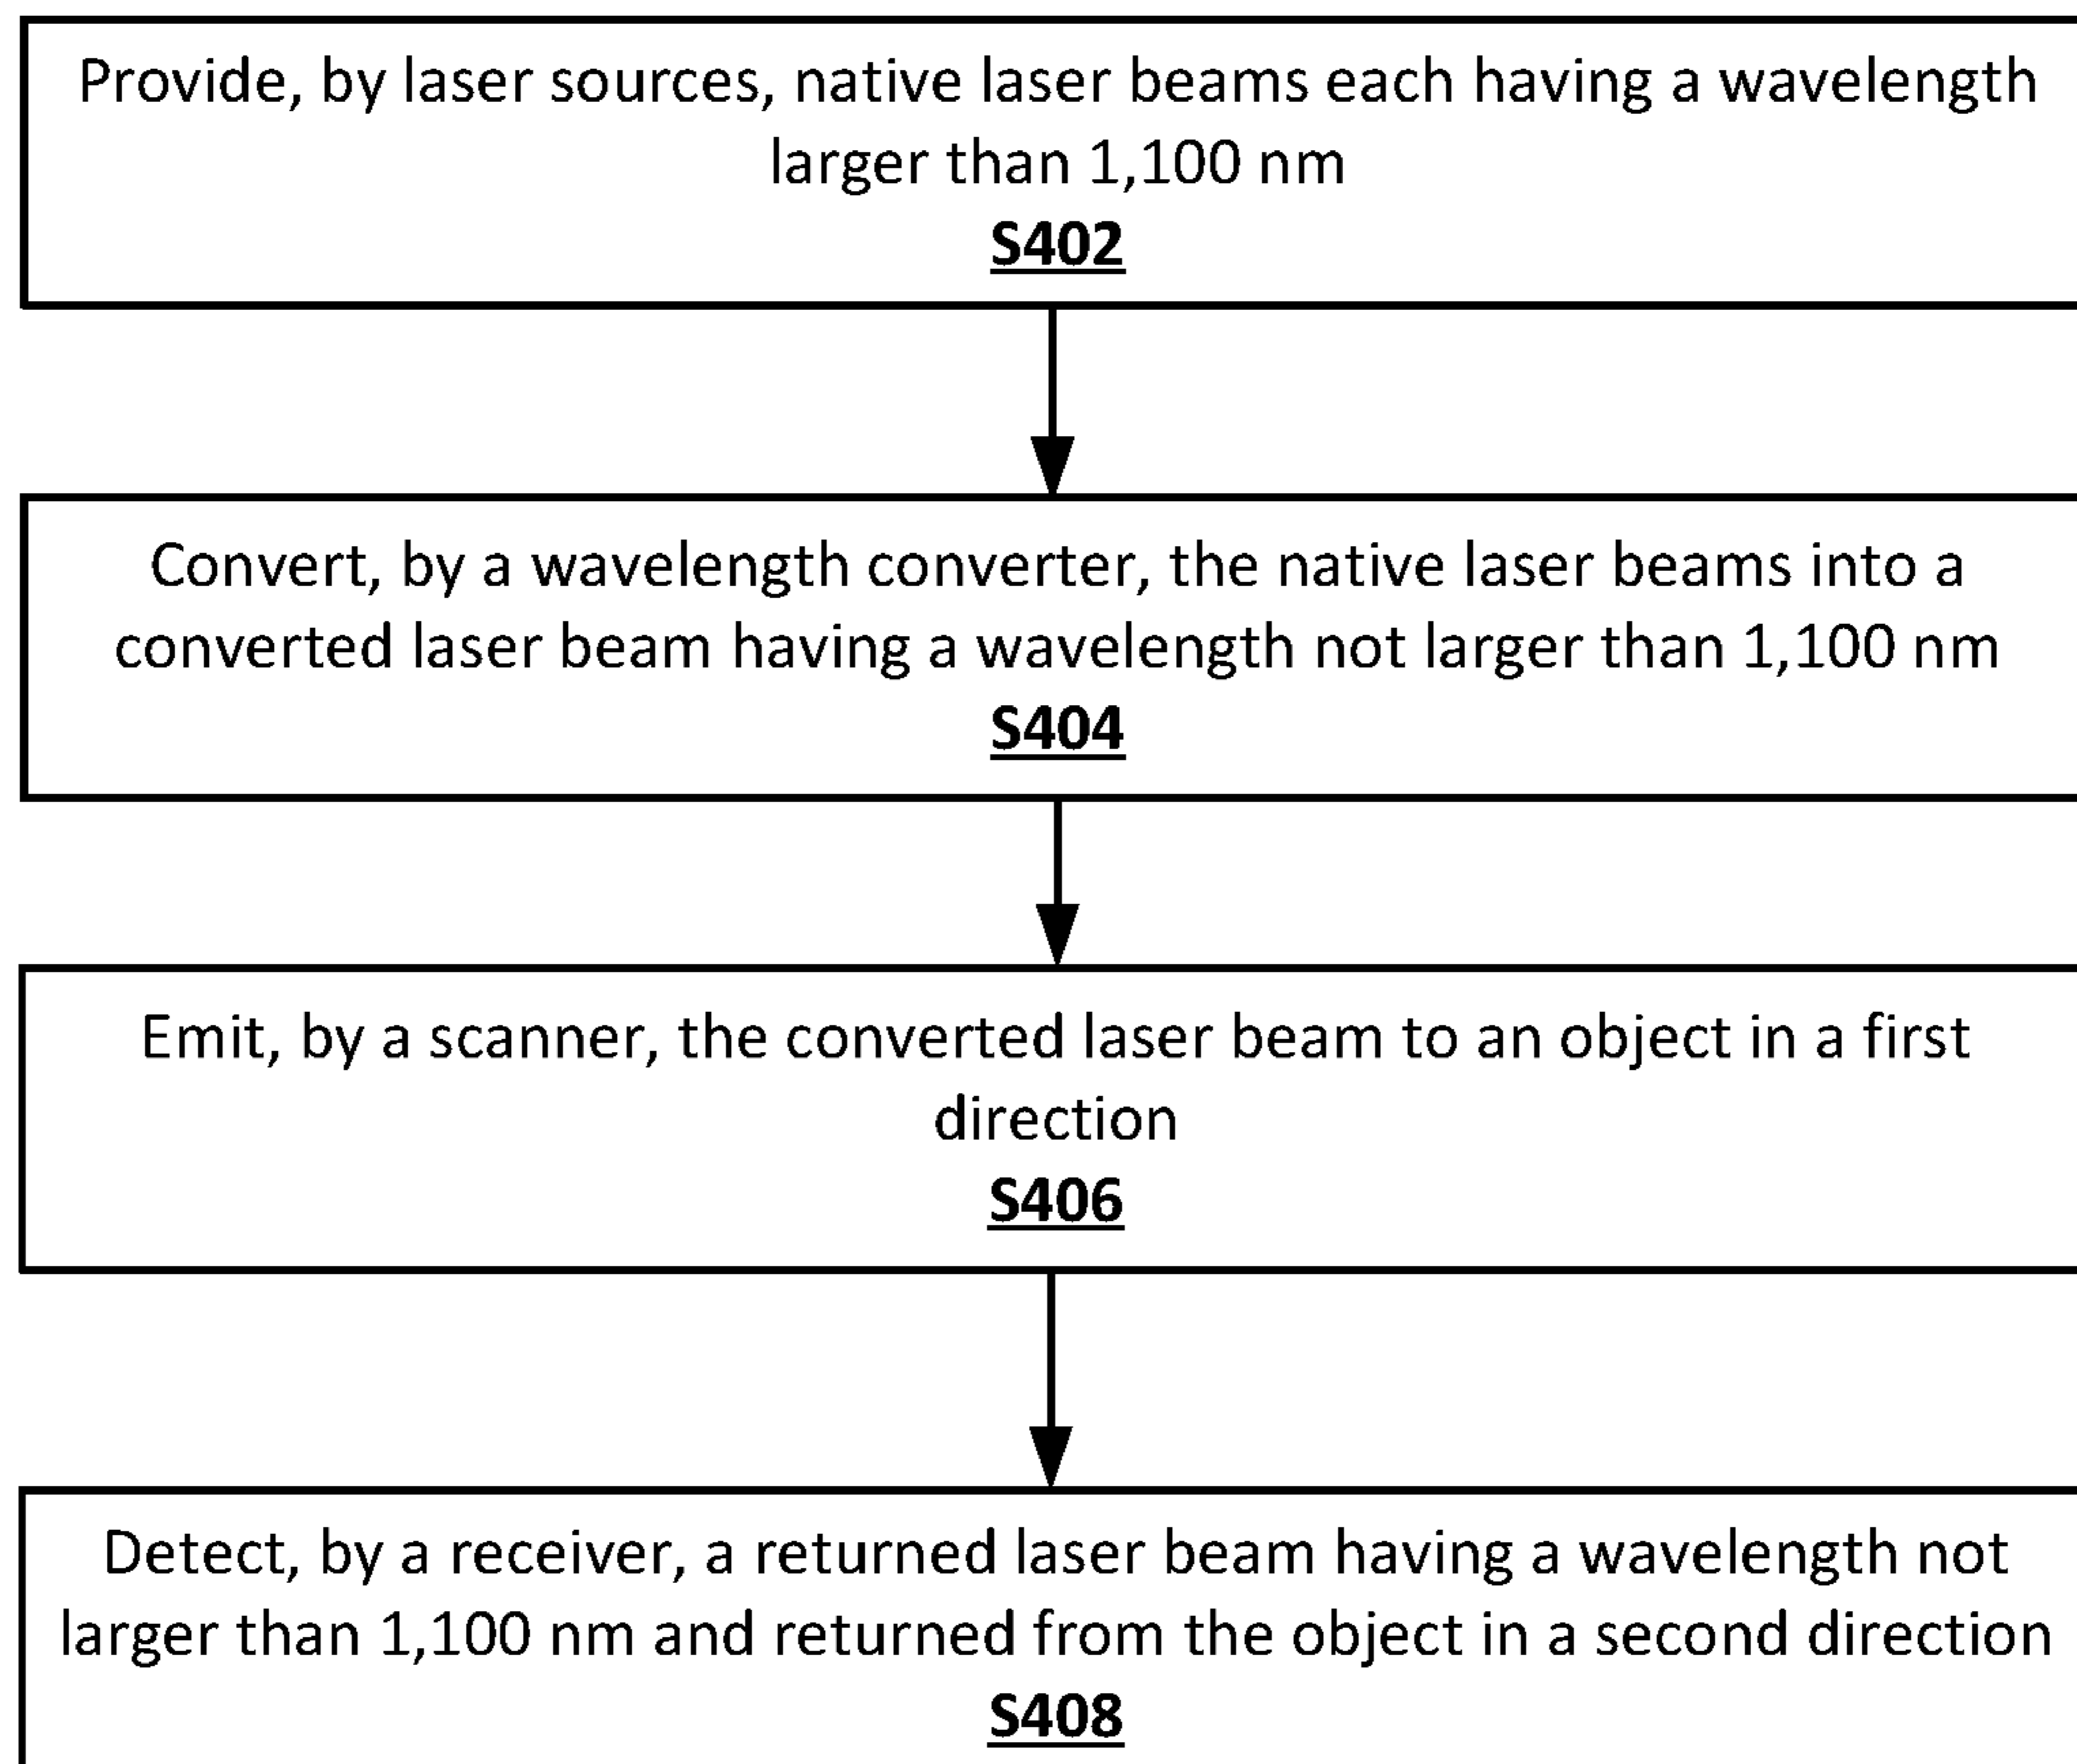 Provide, by laser sources, native laser beams each having a wavelength
larger than 1,100 nm
S402
Convert, by a wavelength converter, the native laser beams into a
converted laser beam having a wavelength not larger than 1,100 nm
S404
Emit, by a scanner, the converted laser beam to an object in a first
direction
S406
Detect, by a receiver, a returned laser beam having a wavelength not
larger than 1,100 nm and returned from the object in a second direction
S408